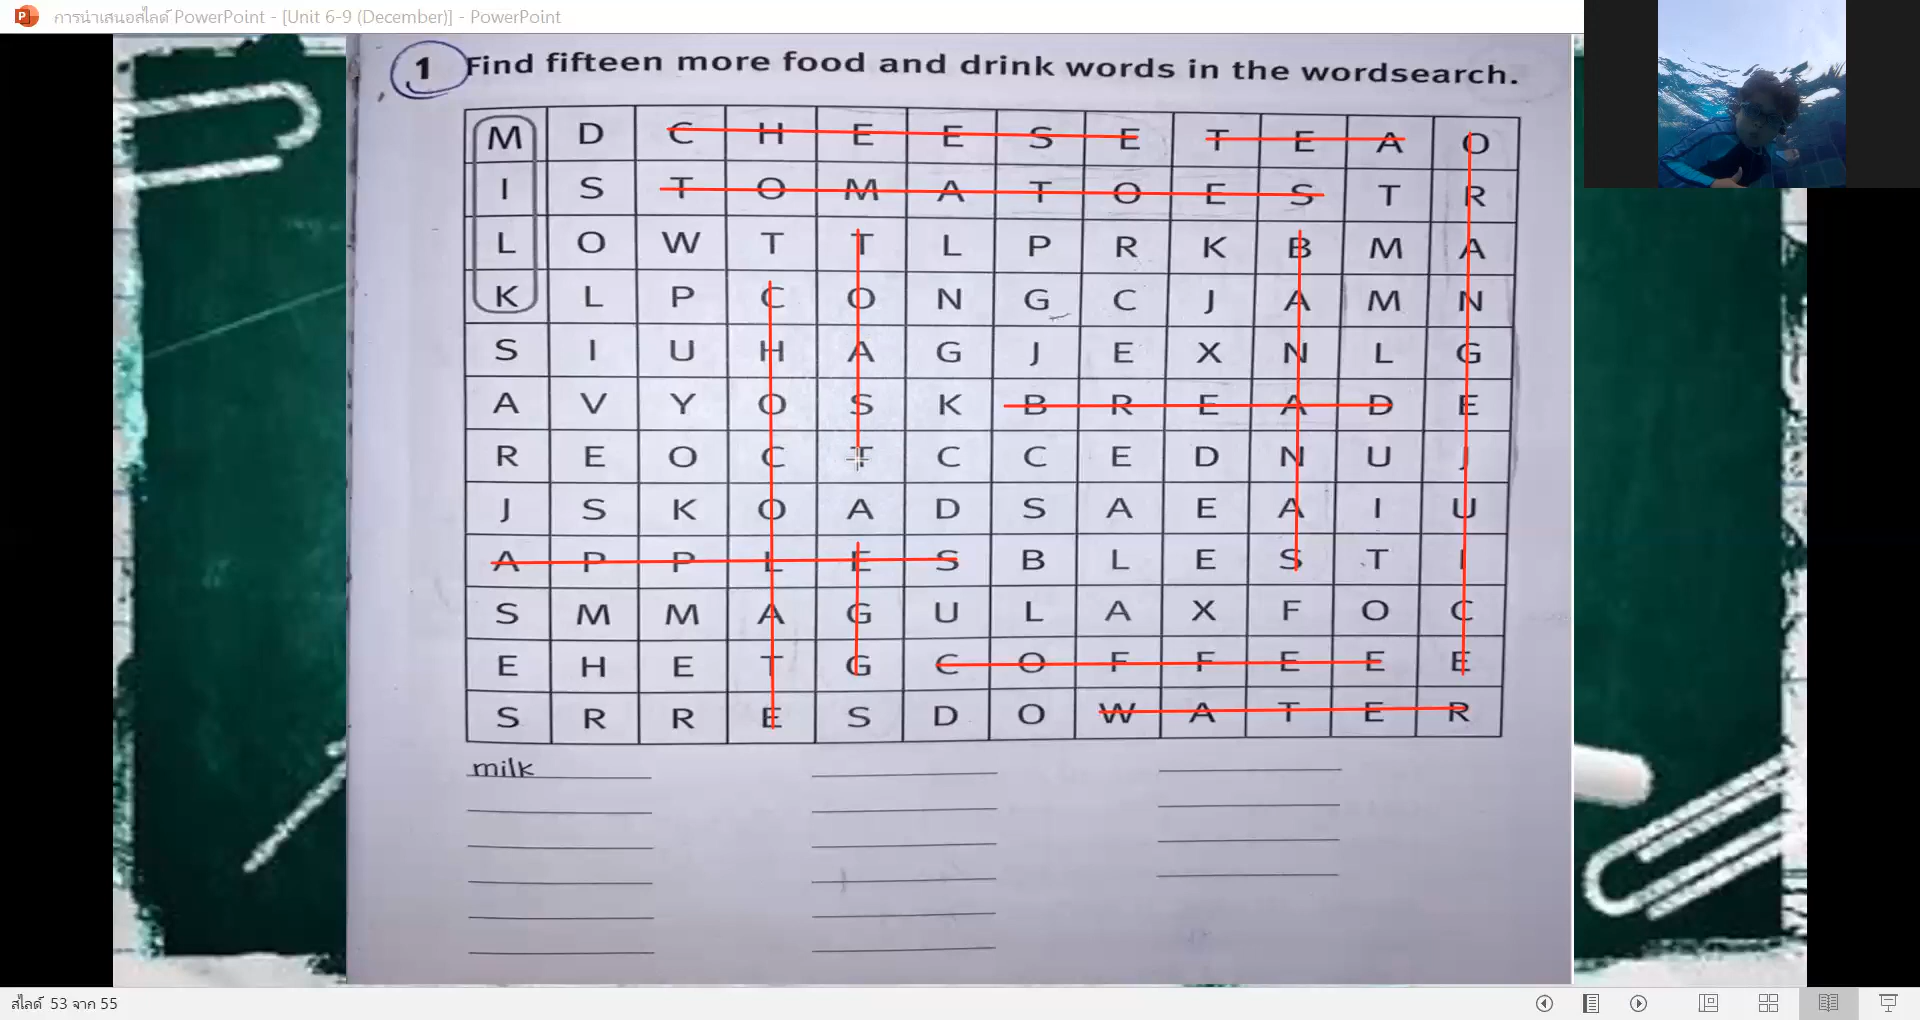 การนำเสนอสไลด์ PowerPoint - [Unit 6-9 (December)] - PowerPoint
1 Find fifteen more food and drink words in the wordsearch.
M D C H E E S E T E A O
I S T O M A T O E S T R
L O W T T L P R K B M A
K L P C O N G C J A M N
S I U H A G J E X N L G
A V Y O S K B R E A D E
R E O C T C C E D N U J
J S K O A D S A E A I U
A P P L E S B L E S T I
S M M A G U L A X F O C
E H E T G C O F F E E E
S R R E S D O W A T E R
milk
สไลด์ 53 จาก 55